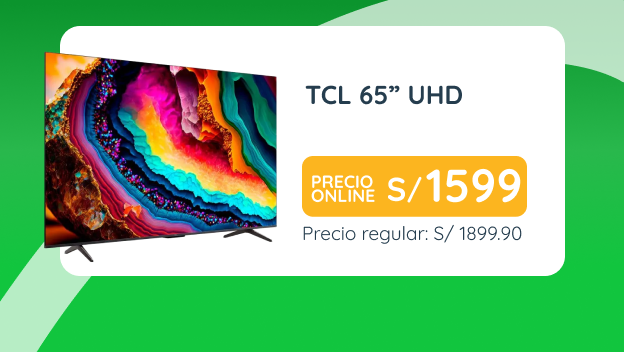 TCL 65” UHD
PRECIO
ONLINE
S/1599
Precio regular: S/ 1899.90